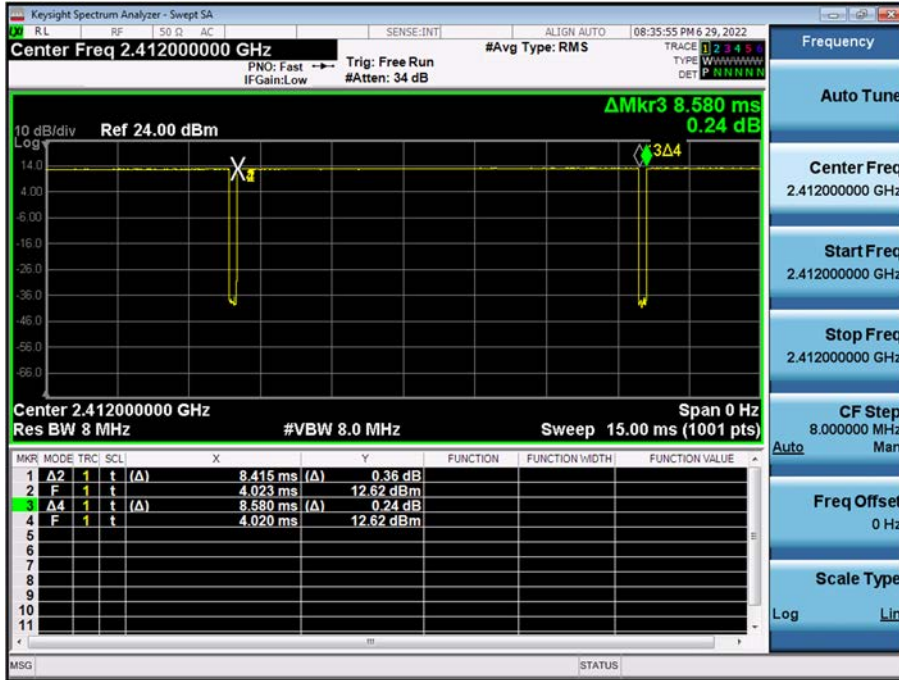 Keysight Spectrum Analyzer - Swept SA
RL RF 50 Ω AC SENSE:INT ALIGN AUTO 08:35:55 PM 6 29, 2022
Center Freq 2.412000000 GHz
PNO: Fast
IFGain:Low
Trig: Free Run
#Atten: 34 dB
#Avg Type: RMS
TRACE 1 2 3 4 5 6
TYPE WWWWWW
DET P N N N N N
ΔMkr3 8.580 ms
0.24 dB
10 dB/div Ref 24.00 dBm
Log
14.0
4.00
-6.00
-16.0
-26.0
-36.0
-46.0
-56.0
-66.0
3Δ4
Center 2.412000000 GHz Span 0 Hz
Res BW 8 MHz #VBW 8.0 MHz Sweep 15.00 ms (1001 pts)
MKR MODE TRC SCL X Y FUNCTION FUNCTION WIDTH FUNCTION VALUE
1 Δ2 1 t (Δ) 8.415 ms (Δ) 0.36 dB
2 F 1 t 4.023 ms 12.62 dBm
3 Δ4 1 t (Δ) 8.580 ms (Δ) 0.24 dB
4 F 1 t 4.020 ms 12.62 dBm
5
6
7
8
9
10
11
MSG STATUS
Frequency
Auto Tune
Center Freq
2.412000000 GHz
Start Freq
2.412000000 GHz
Stop Freq
2.412000000 GHz
CF Step
8.000000 MHz
Auto Man
Freq Offset
0 Hz
Scale Type
Log Lin